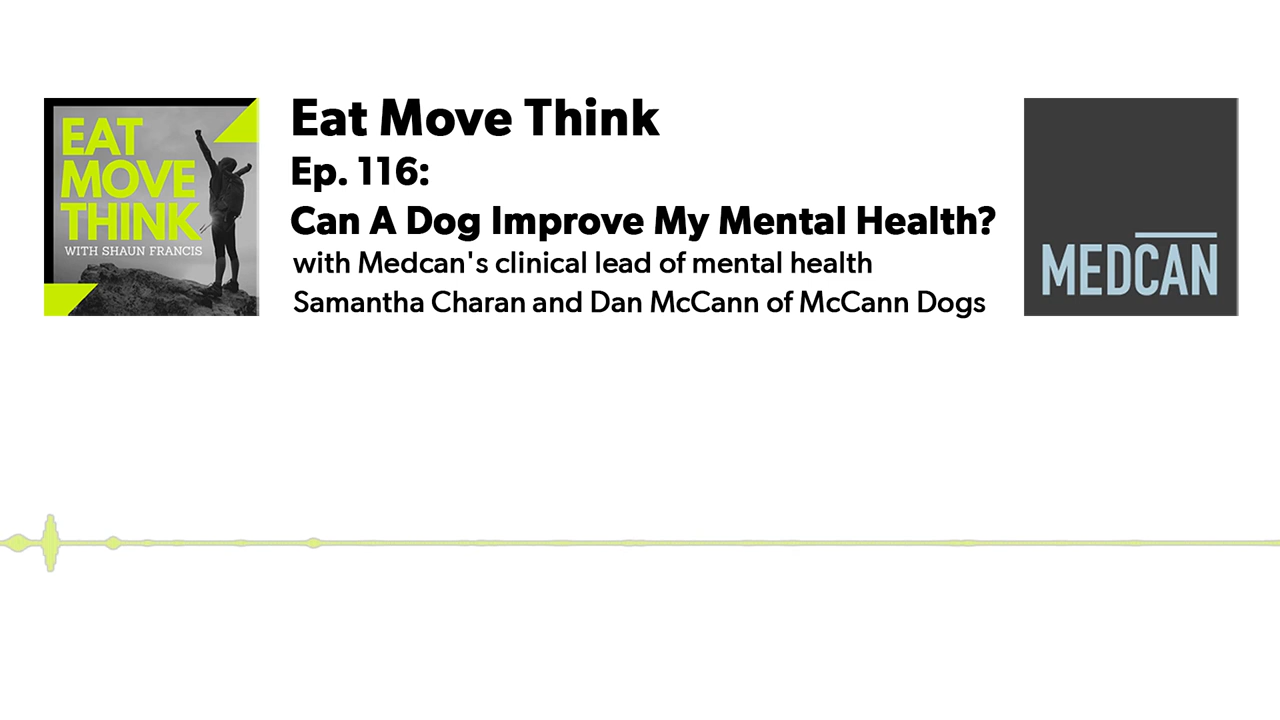 EAT
MOVE
THINK
WITH SHAUN FRANCIS
Eat Move Think
Ep. 116:
Can A Dog Improve My Mental Health?
with Medcan's clinical lead of mental health
Samantha Charan and Dan McCann of McCann Dogs
MEDCAN